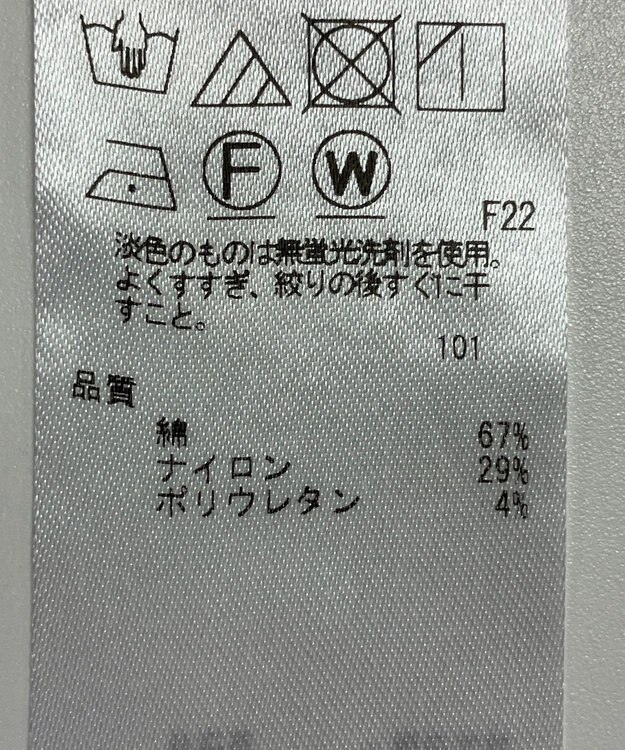 F W
F22
淡色のものは無蛍光洗剤を使用。
よくすすぎ、絞りの後すぐに干
すこと。
101
品質
綿 67%
ナイロン 29%
ポリウレタン 4%